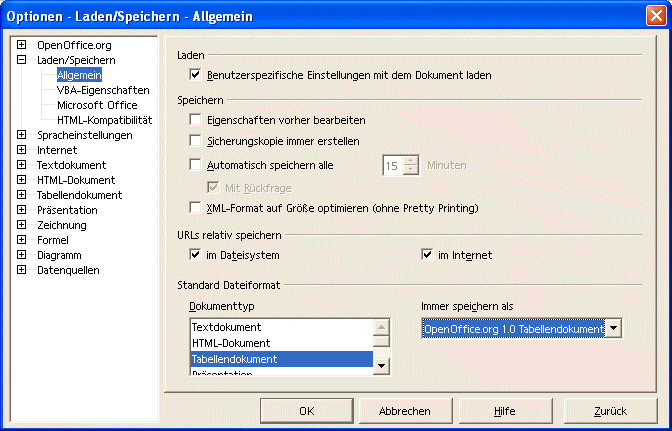 Optionen - Laden/Speichern - Allgemein
OpenOffice.org
Laden/Speichern
Allgemein
VBA-Eigenschaften
Microsoft Office
HTML-Kompatibilität
Spracheinstellungen
Internet
Textdokument
HTML-Dokument
Tabellendokument
Präsentation
Zeichnung
Formel
Diagramm
Datenquellen
Laden
Benutzerspezifische Einstellungen mit dem Dokument laden
Speichern
Eigenschaften vorher bearbeiten
Sicherungskopie immer erstellen
Automatisch speichern alle 15 Minuten
Mit Rückfrage
XML-Format auf Größe optimieren (ohne Pretty Printing)
URLs relativ speichern
im Dateisystem im Internet
Standard Dateiformat
Dokumenttyp
Textdokument
HTML-Dokument
Tabellendokument
Präsentation
Immer speichern als
OpenOffice.org 1.0 Tabellendokument
OK Abbrechen Hilfe Zurück